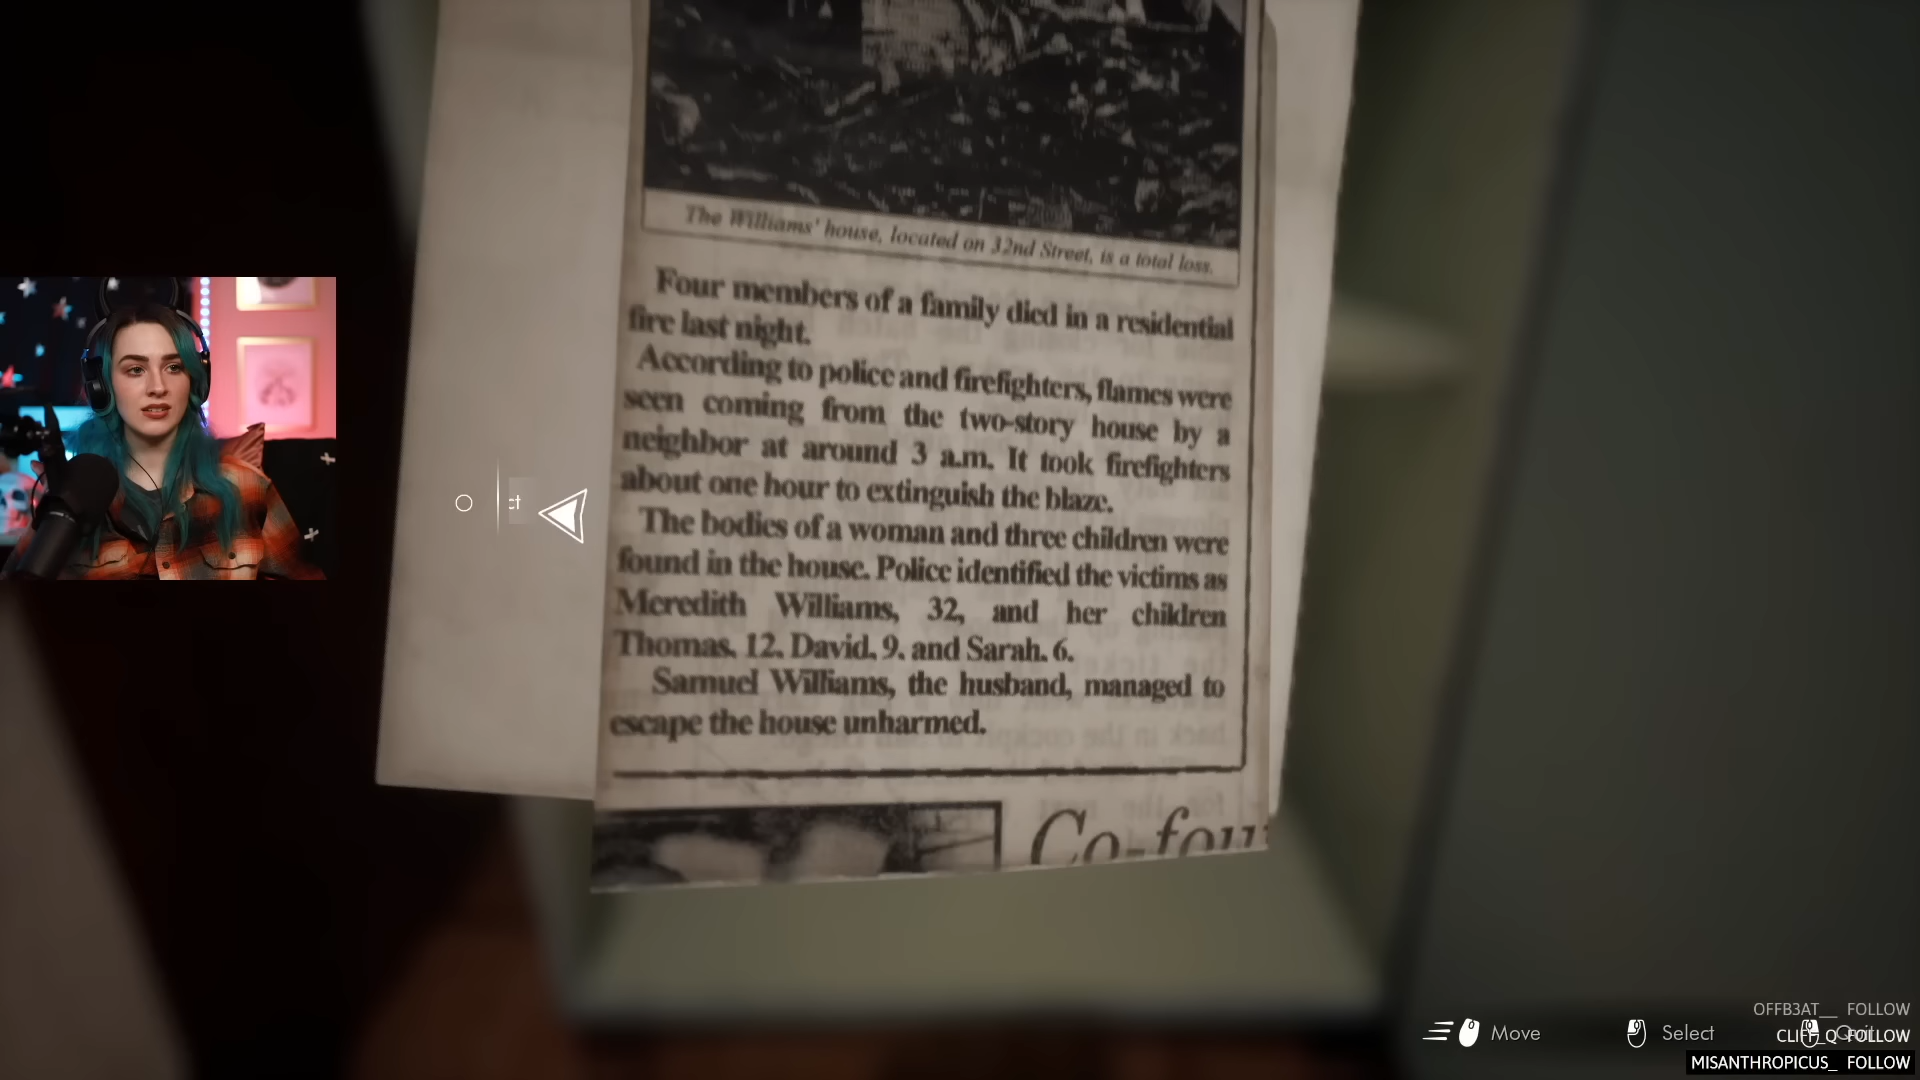 The Williams' house, located on 32nd Street, is a total loss.
Four members of a family died in a residential
fire last night.
According to police and firefighters, flames were
seen coming from the two-story house by a
neighbor at around 3 a.m. It took firefighters
about one hour to extinguish the blaze.
The bodies of a woman and three children were
found in the house. Police identified the victims as
Meredith Williams, 32, and her children
Thomas, 12, David, 9, and Sarah, 6.
Samuel Williams, the husband, managed to
escape the house unharmed.
Co-fou
ct
OFFB3AT__ FOLLOW
Move
Select
CLIFF_Q FOLLOW
MISANTHROPICUS_ FOLLOW